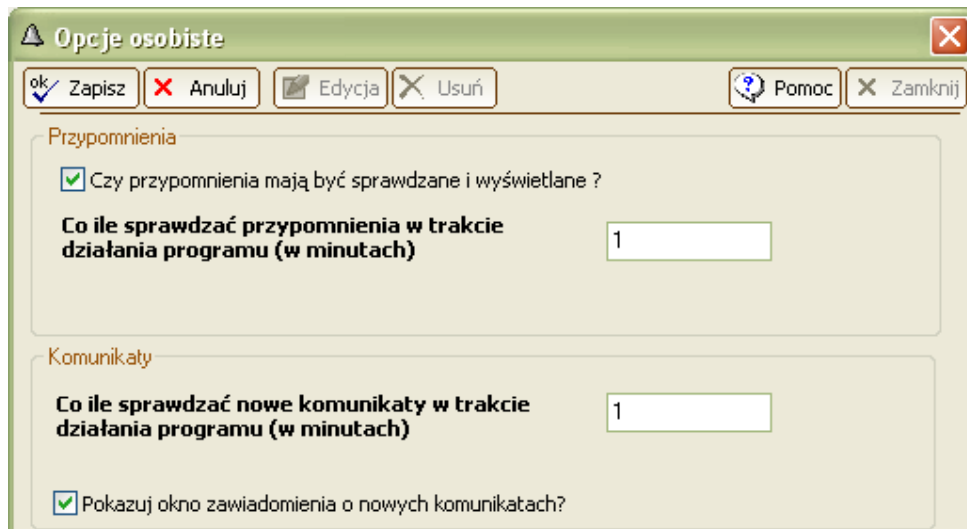 Opcje osobiste
ok Zapisz Anuluj Edycja Usuń Pomoc Zamknij
Przypomnienia
Czy przypomnienia mają być sprawdzane i wyświetlane ?
Co ile sprawdzać przypomnienia w trakcie
działania programu (w minutach)
1
Komunikaty
Co ile sprawdzać nowe komunikaty w trakcie
działania programu (w minutach)
1
Pokazuj okno zawiadomienia o nowych komunikatach?